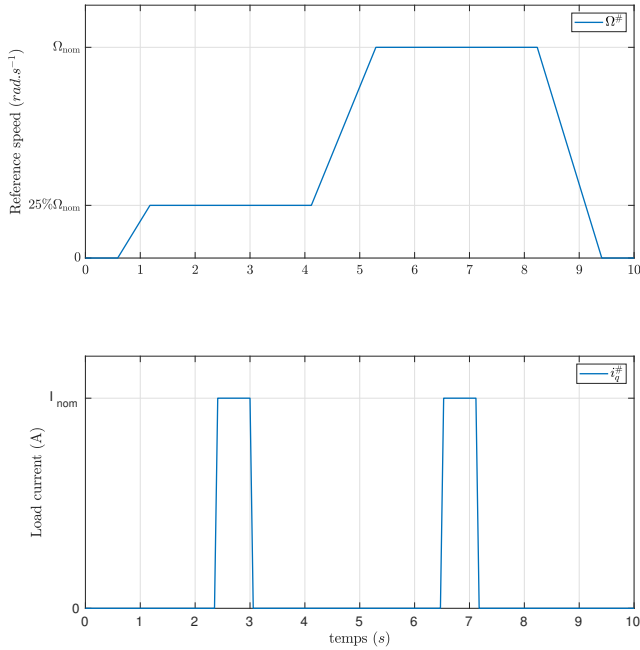 Reference speed (rad.s⁻¹)
Ω_nom
25%Ω_nom
0
Ω^#
0 1 2 3 4 5 6 7 8 9 10
Load current (A)
I nom
0
i_q^#
0 1 2 3 4 5 6 7 8 9 10
temps (s)